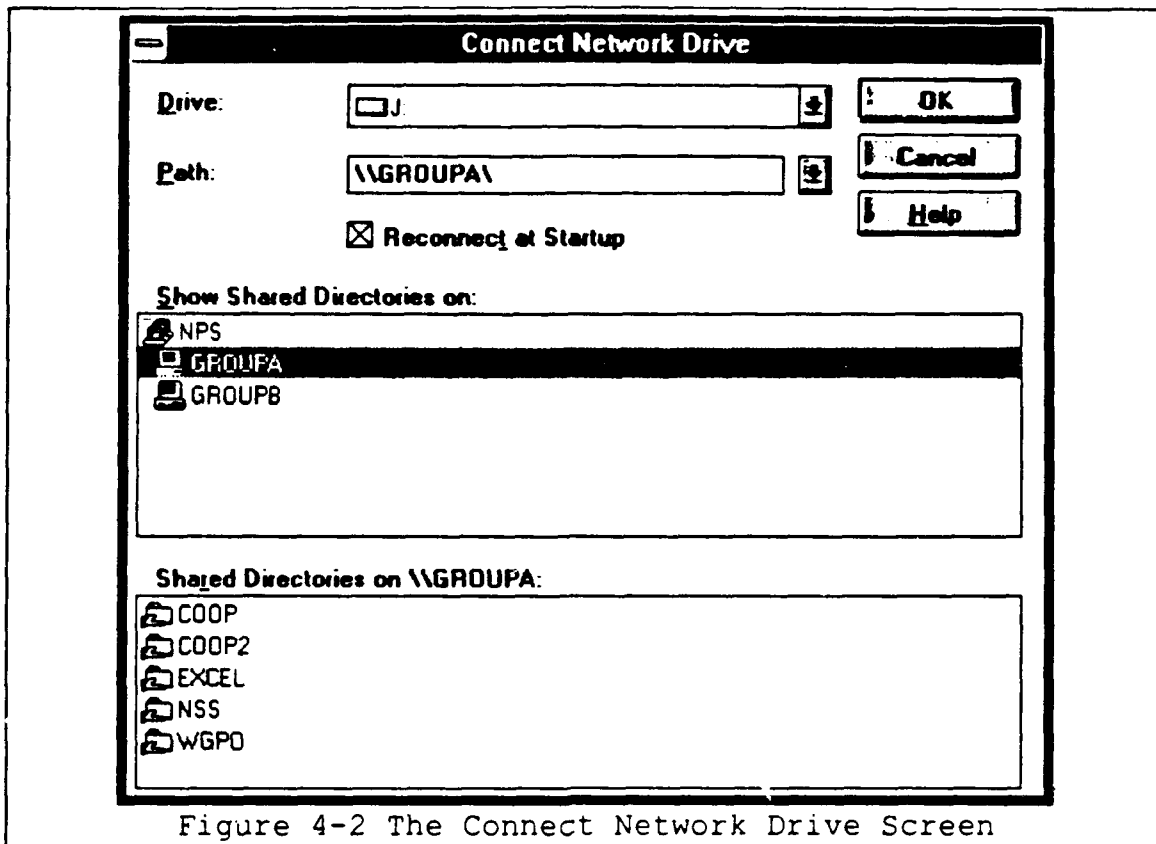 Connect Network Drive
Drive:
J:
OK
Path:
\\GROUPA\
Cancel
Reconnect at Startup
Help
Show Shared Directories on:
NPS
GROUPA
GROUPB
Shared Directories on \\GROUPA:
COOP
COOP2
EXCEL
NSS
WGPO
Figure 4-2 The Connect Network Drive Screen